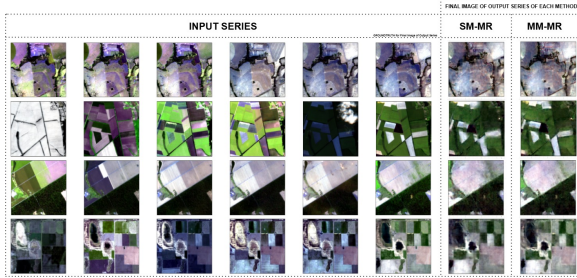 FINAL IMAGE OF OUTPUT SERIES OF EACH METHOD
INPUT SERIES
SM-MR
MM-MR